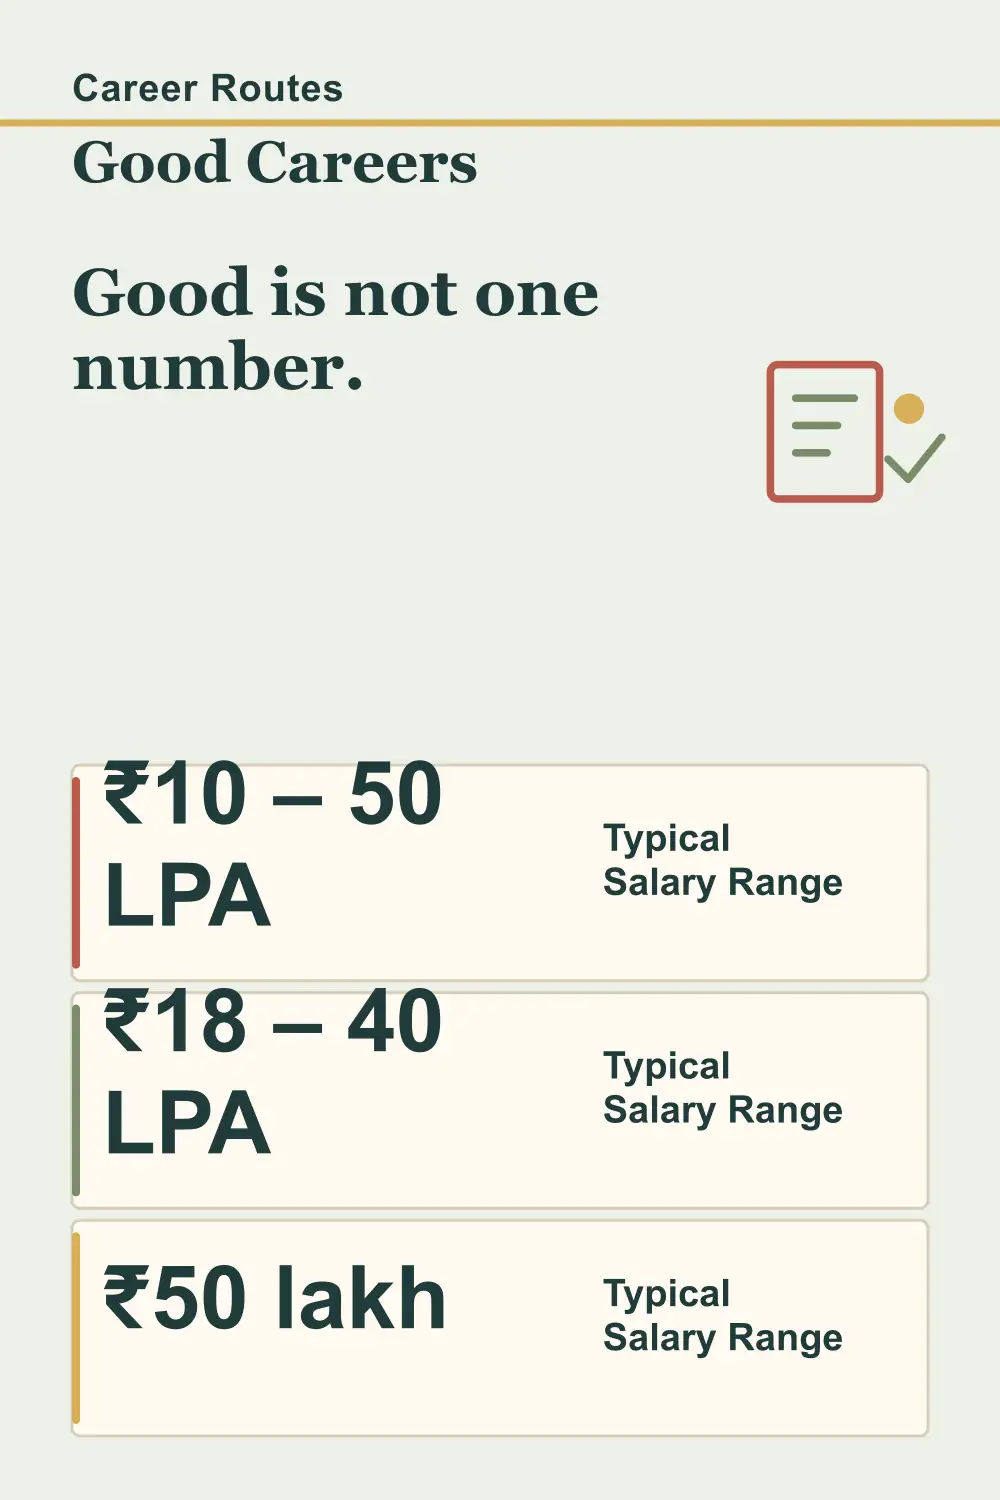 Career Routes
Good Careers
Good is not one
number.
₹10 – 50
LPA
Typical
Salary Range
₹18 – 40
LPA
Typical
Salary Range
₹50 lakh
Typical
Salary Range